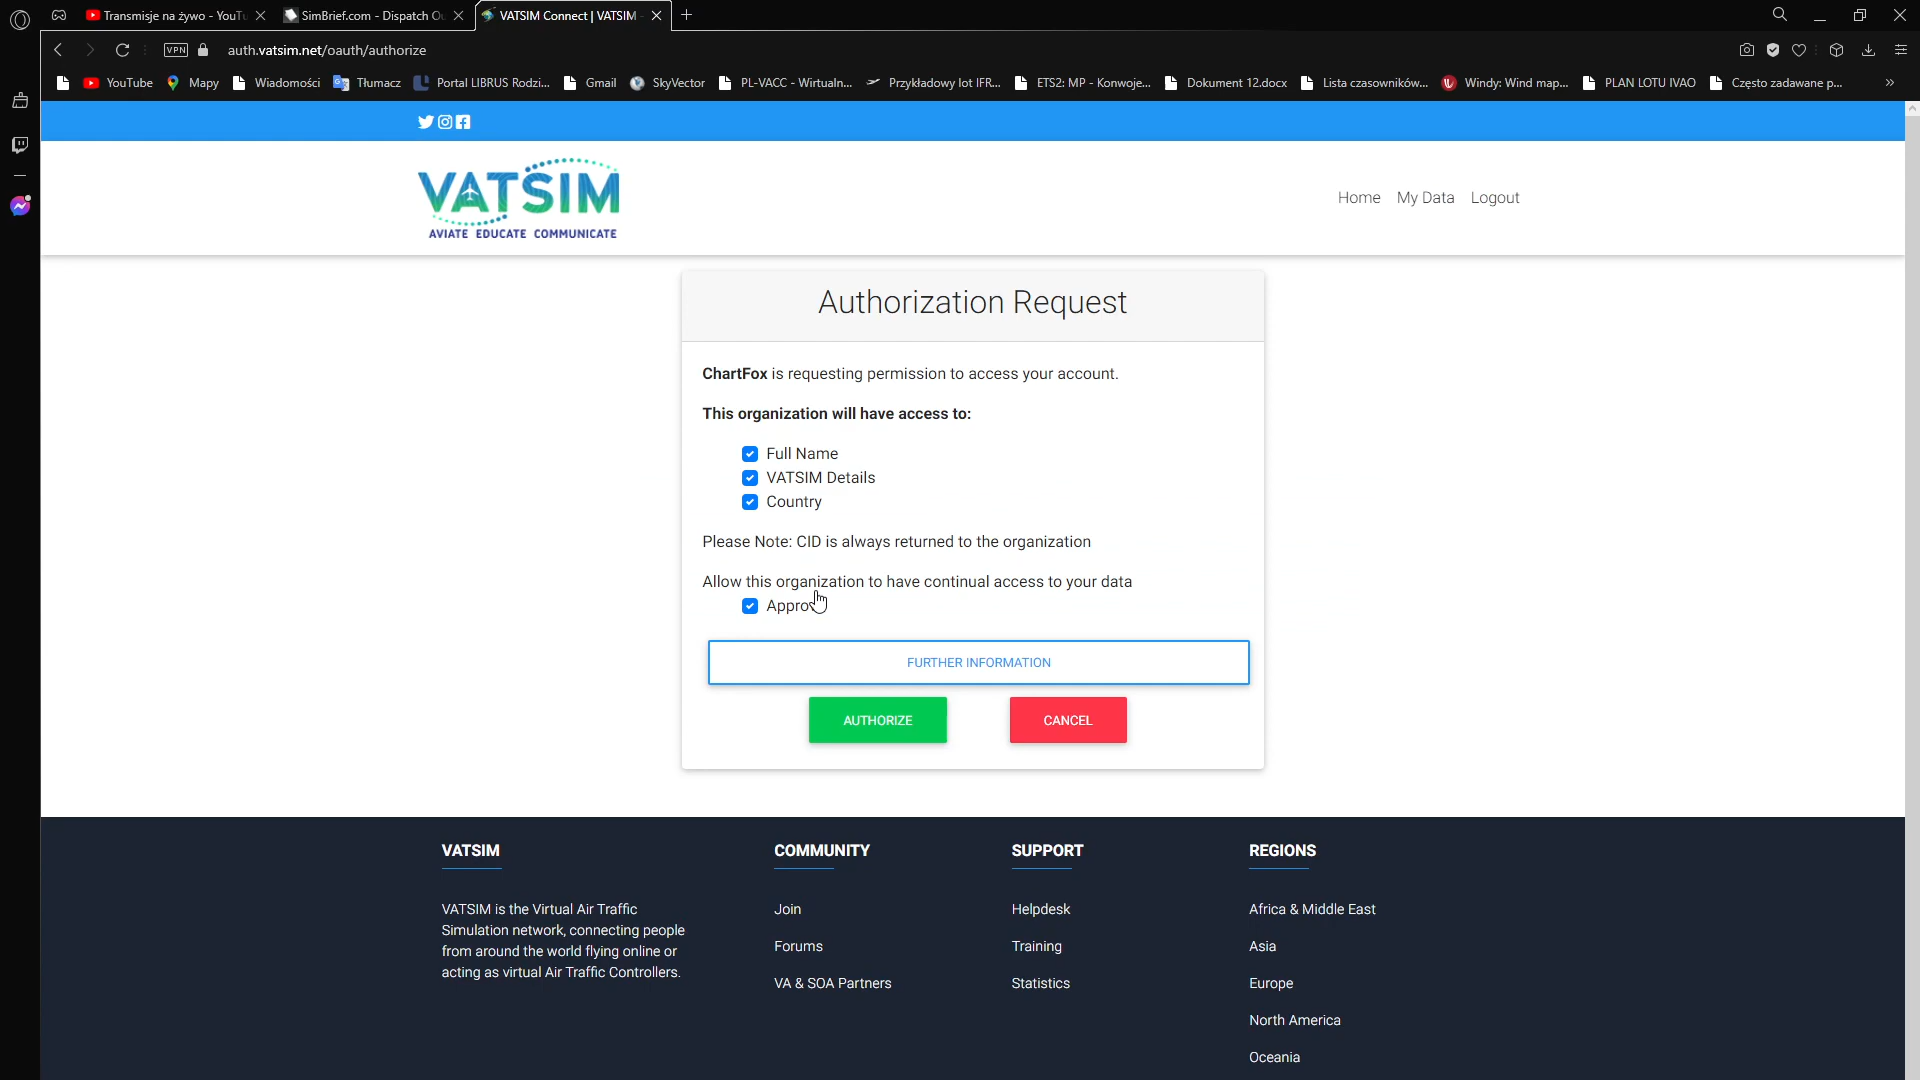 Transmisje na żywo - YouTu
SimBrief.com - Dispatch O
VATSIM Connect | VATSIM -
VPN
auth.vatsim.net/oauth/authorize
YouTube
Mapy
Wiadomości
Tłumacz
Portal LIBRUS Rodzi...
Gmail
SkyVector
PL-VACC - Wirtualn...
Przykładowy lot IFR...
ETS2: MP - Konwoje...
Dokument 12.docx
Lista czasowników...
Windy: Wind map...
PLAN LOTU IVAO
Często zadawane p...
VATSIM
AVIATE EDUCATE COMMUNICATE
Home My Data Logout
Authorization Request
ChartFox is requesting permission to access your account.
This organization will have access to:
Full Name
VATSIM Details
Country
Please Note: CID is always returned to the organization
Allow this organization to have continual access to your data
Appro
FURTHER INFORMATION
AUTHORIZE
CANCEL
VATSIM
VATSIM is the Virtual Air Traffic
Simulation network, connecting people
from around the world flying online or
acting as virtual Air Traffic Controllers.
COMMUNITY
Join
Forums
VA & SOA Partners
SUPPORT
Helpdesk
Training
Statistics
REGIONS
Africa & Middle East
Asia
Europe
North America
Oceania